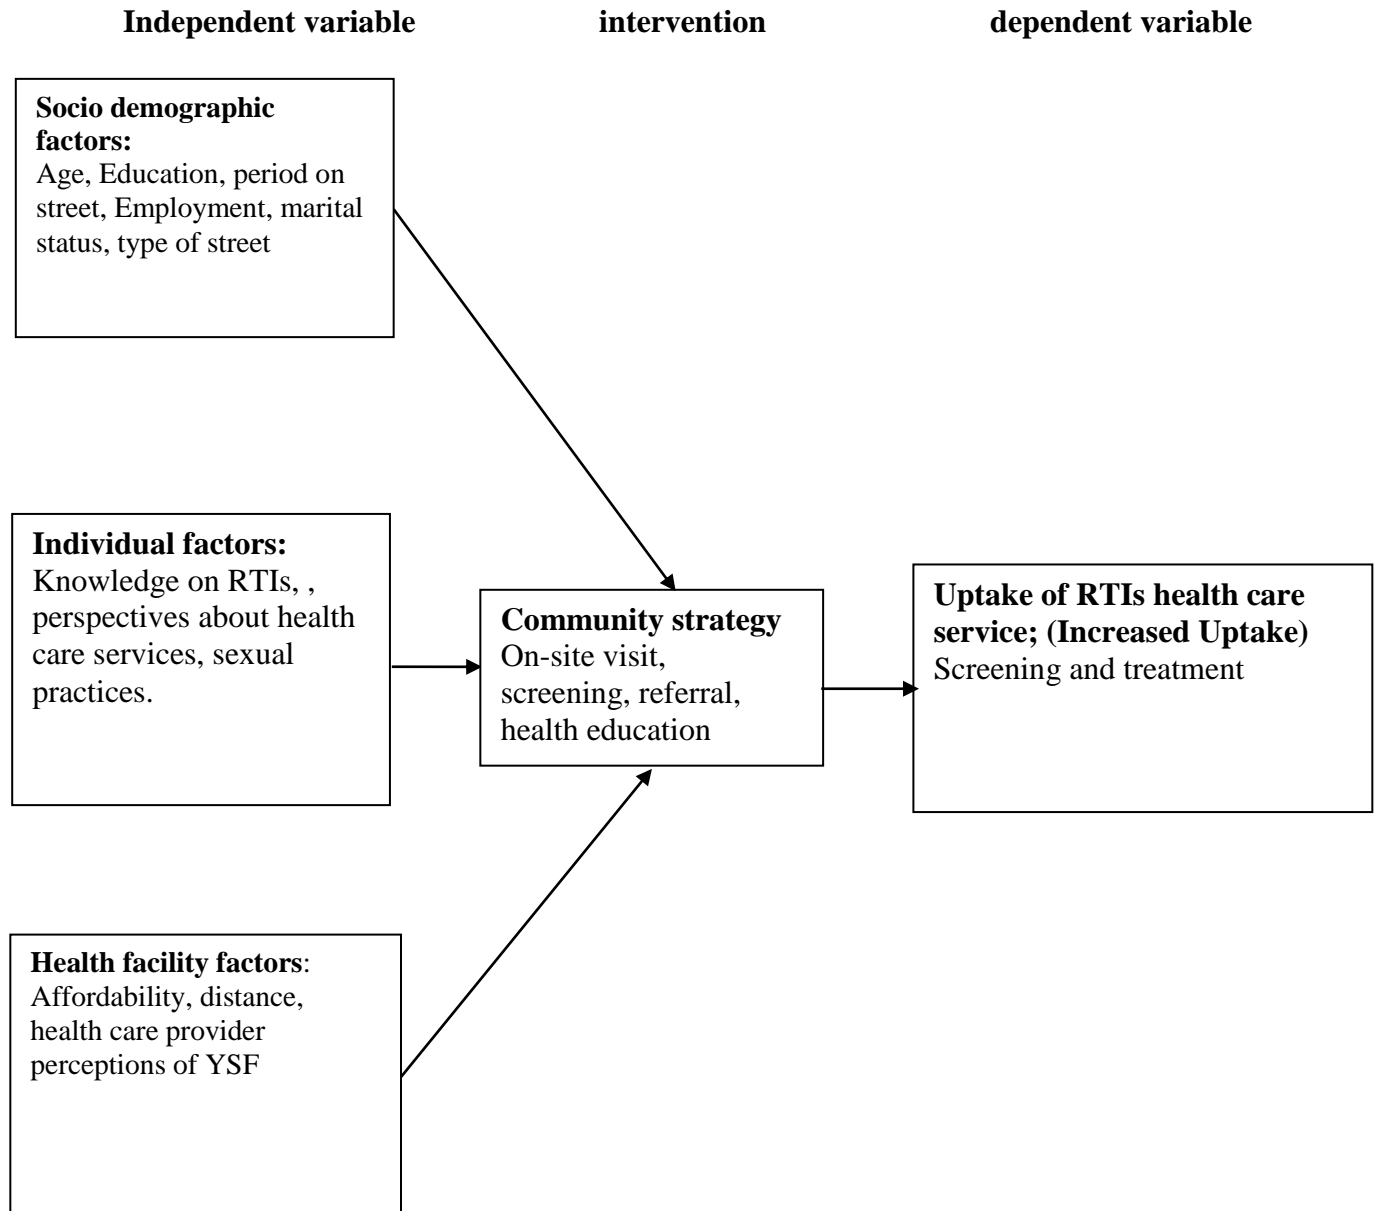 Independent variable intervention dependent variable
Socio demographic
factors:
Age, Education, period on
street, Employment, marital
status, type of street
Individual factors:
Knowledge on RTIs, ,
perspectives about health
care services, sexual
practices.
Community strategy
On-site visit,
screening, referral,
health education
Uptake of RTIs health care
service; (Increased Uptake)
Screening and treatment
Health facility factors:
Affordability, distance,
health care provider
perceptions of YSF